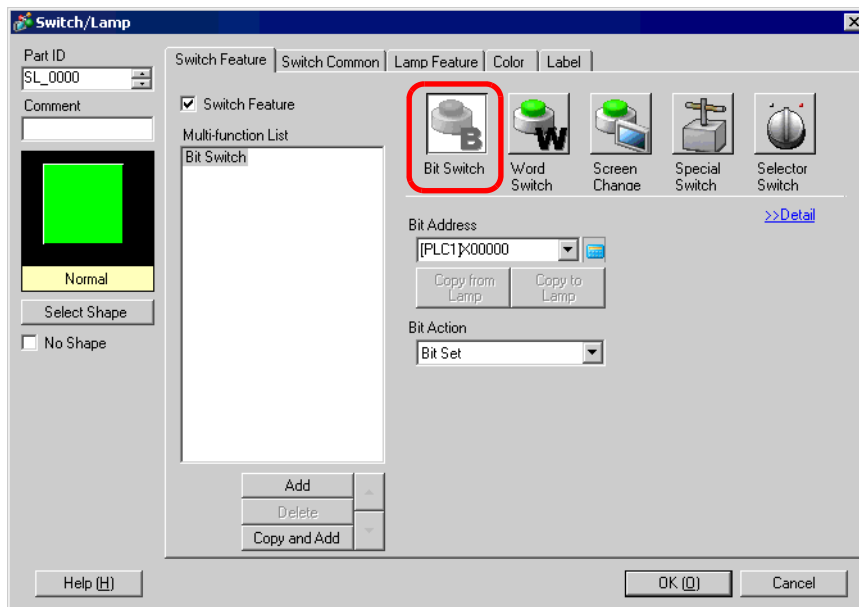 Switch/Lamp
Part ID
SL_0000
Comment
Normal
Select Shape
No Shape
Switch Feature
Switch Common
Lamp Feature
Color
Label
Switch Feature
Multi-function List
Bit Switch
Add
Delete
Copy and Add
B
Bit Switch
W
Word
Switch
Screen
Change
Special
Switch
Selector
Switch
>>Detail
Bit Address
[PLC1]X00000
Copy from
Lamp
Copy to
Lamp
Bit Action
Bit Set
Help (H)
OK (O)
Cancel